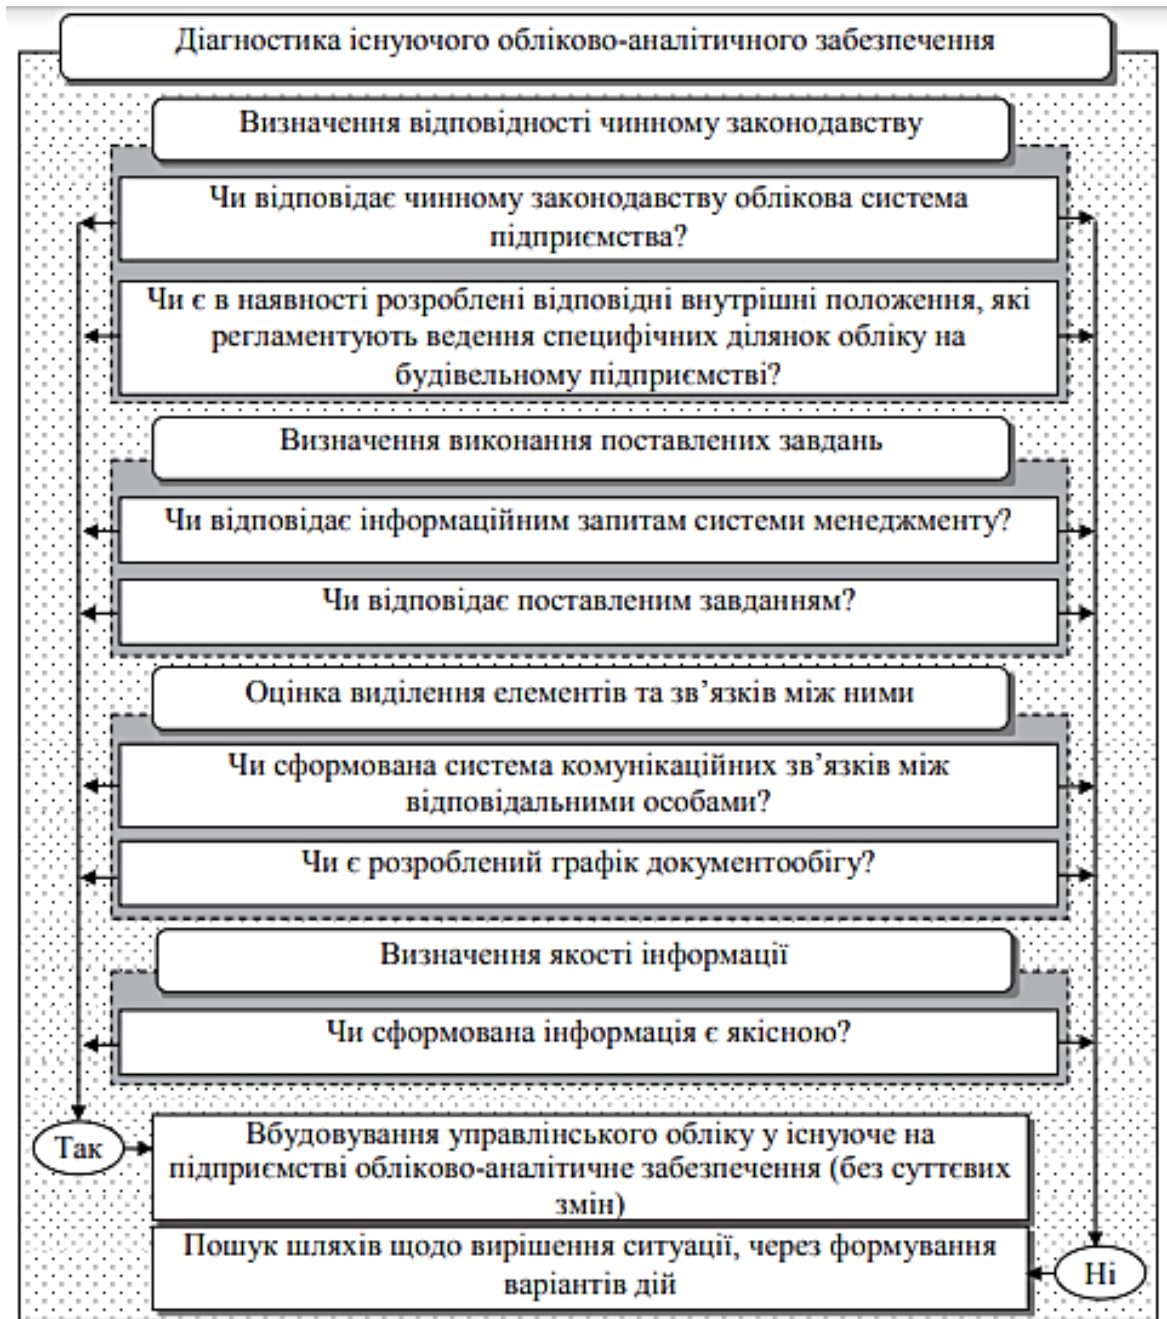 Діагностика існуючого обліково-аналітичного забезпечення
Визначення відповідності чинному законодавству
Чи відповідає чинному законодавству облікова система
підприємства?
Чи є в наявності розроблені відповідні внутрішні положення, які
регламентують ведення специфічних ділянок обліку на
будівельному підприємстві?
Визначення виконання поставлених завдань
Чи відповідає інформаційним запитам системи менеджменту?
Чи відповідає поставленим завданням?
Оцінка виділення елементів та зв’язків між ними
Чи сформована система комунікаційних зв’язків між
відповідальними особами?
Чи є розроблений графік документообігу?
Визначення якості інформації
Чи сформована інформація є якісною?
Так
Вбудовування управлінського обліку у існуюче на
підприємстві обліково-аналітичне забезпечення (без суттєвих
змін)
Пошук шляхів щодо вирішення ситуації, через формування
варіантів дій
Ні